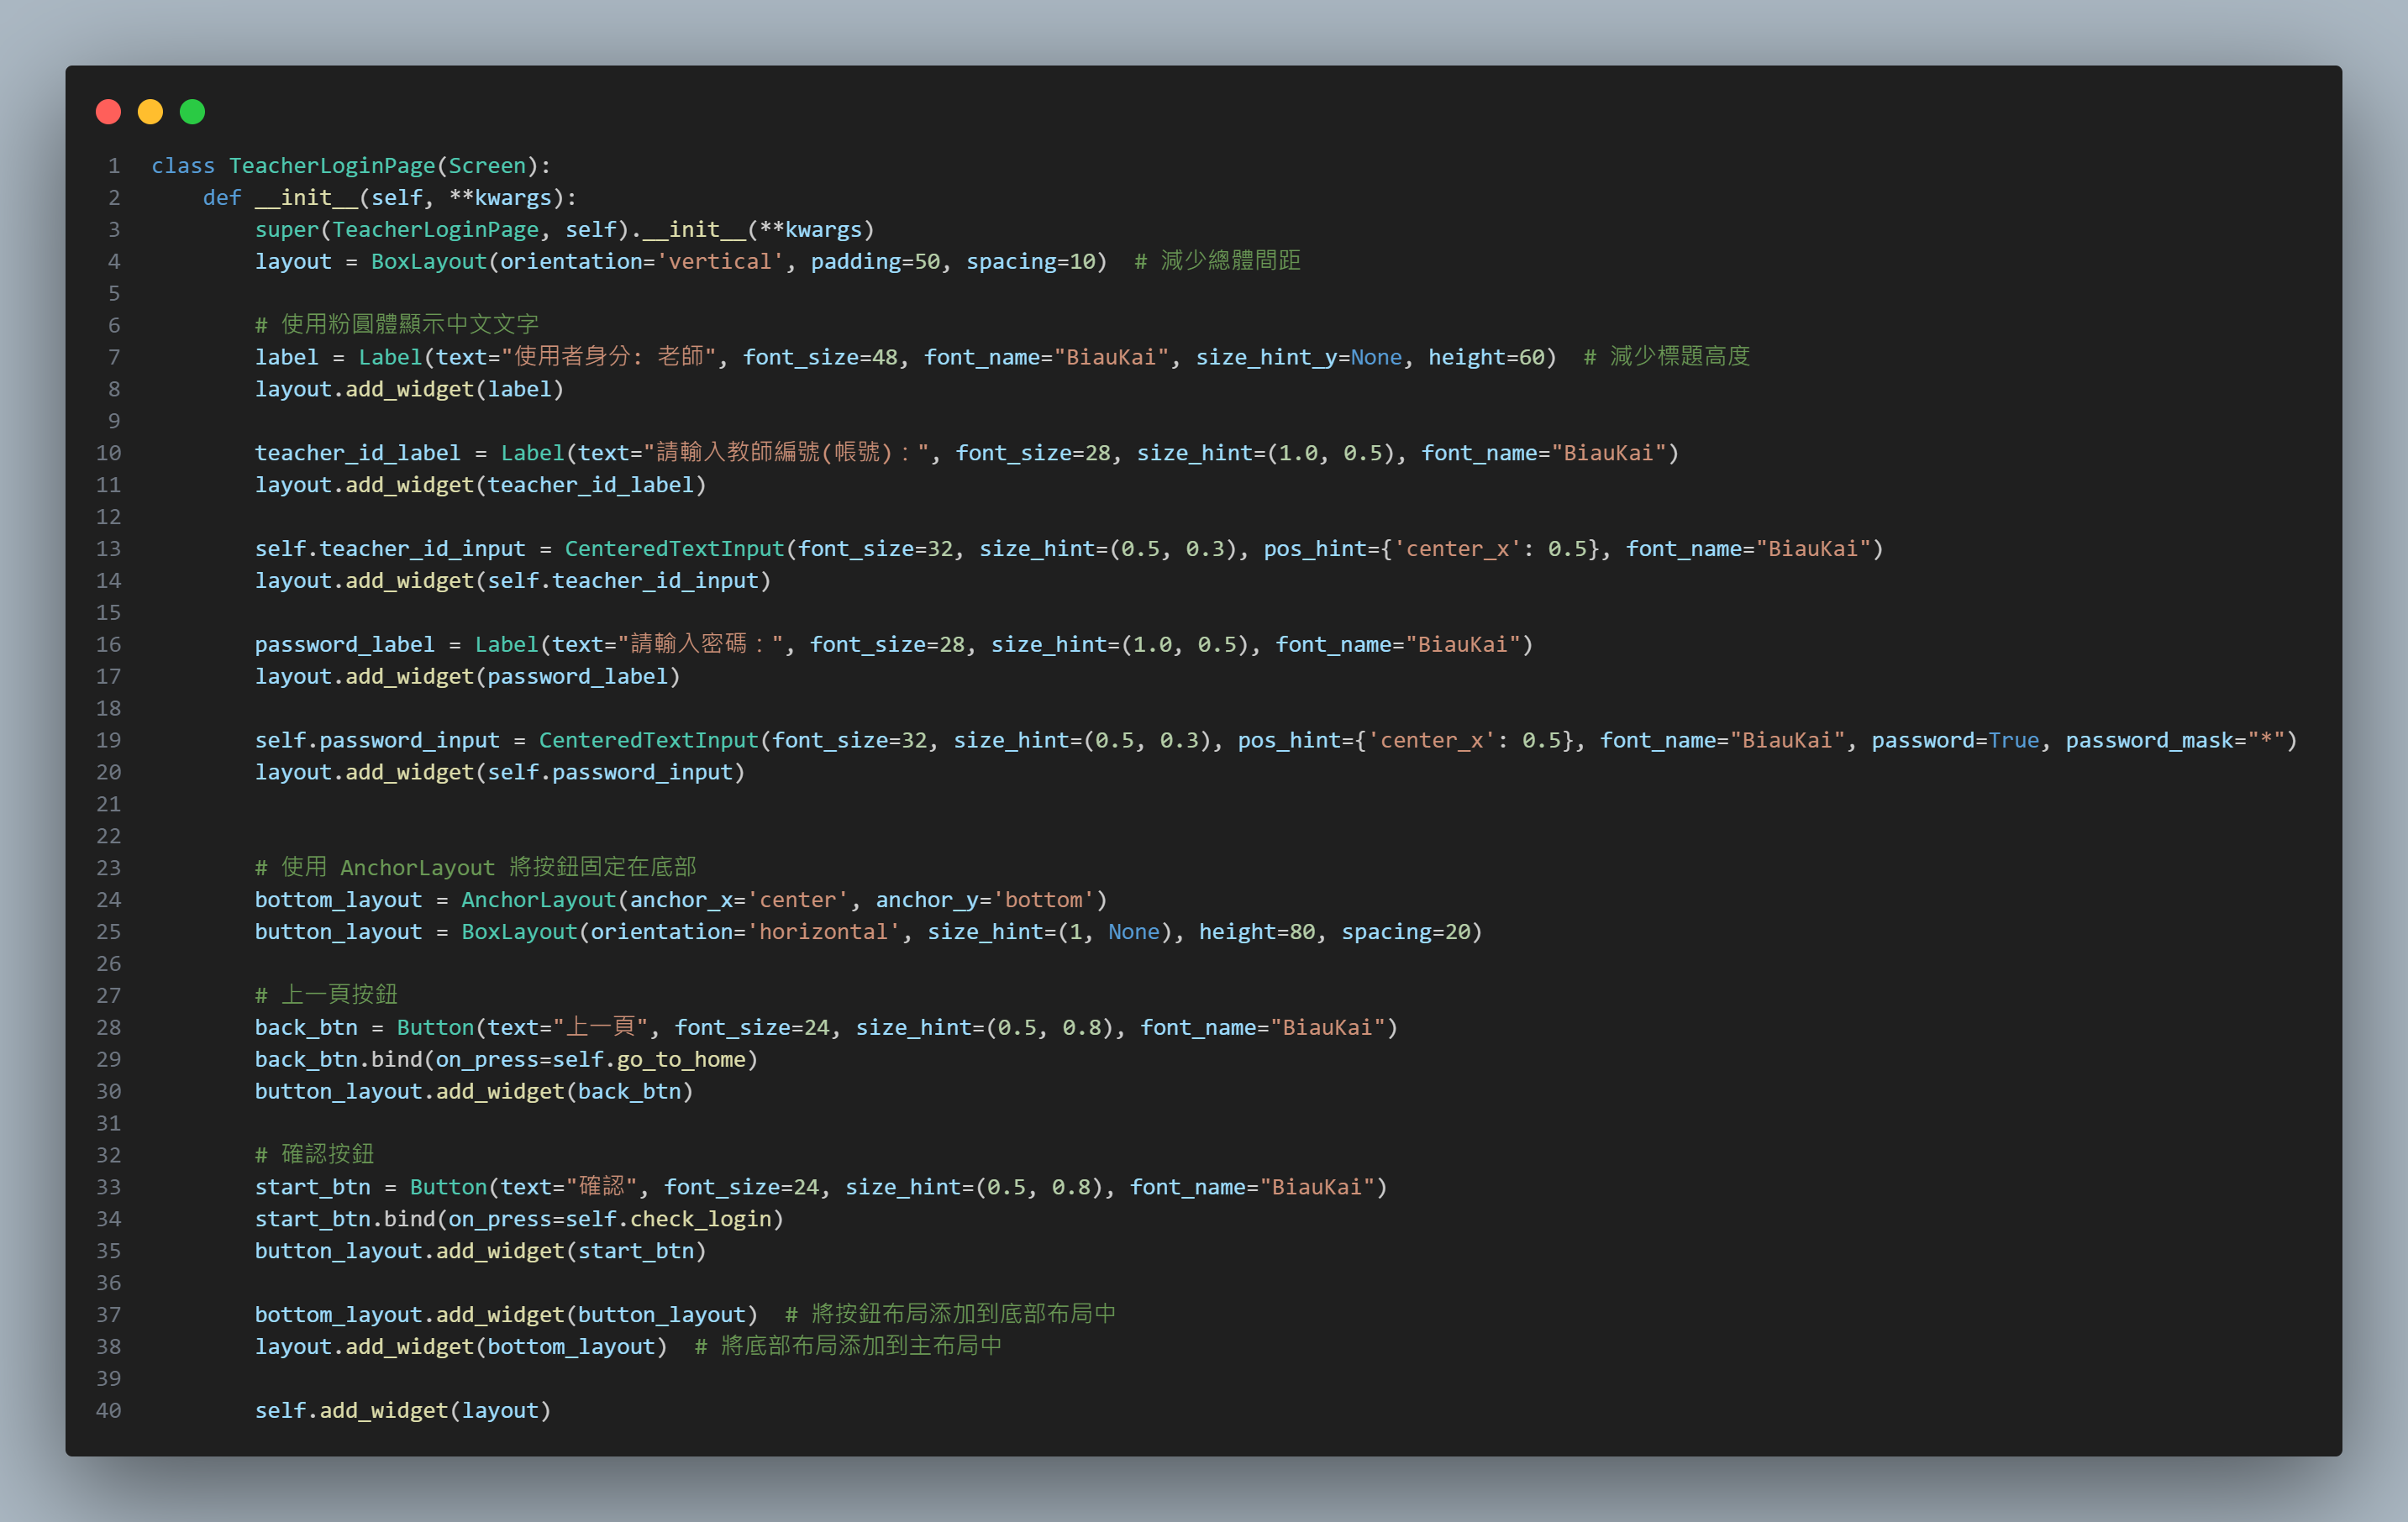 1 class TeacherLoginPage(Screen):
2     def __init__(self, **kwargs):
3         super(TeacherLoginPage, self).__init__(**kwargs)
4         layout = BoxLayout(orientation='vertical', padding=50, spacing=10)  # 減少總體間距
5
6         # 使用粉圓體顯示中文文字
7         label = Label(text="使用者身分: 老師", font_size=48, font_name="BiauKai", size_hint_y=None, height=60)  # 減少標題高度
8         layout.add_widget(label)
9
10         teacher_id_label = Label(text="請輸入教師編號(帳號)：", font_size=28, size_hint=(1.0, 0.5), font_name="BiauKai")
11         layout.add_widget(teacher_id_label)
12
13         self.teacher_id_input = CenteredTextInput(font_size=32, size_hint=(0.5, 0.3), pos_hint={'center_x': 0.5}, font_name="BiauKai")
14         layout.add_widget(self.teacher_id_input)
15
16         password_label = Label(text="請輸入密碼：", font_size=28, size_hint=(1.0, 0.5), font_name="BiauKai")
17         layout.add_widget(password_label)
18
19         self.password_input = CenteredTextInput(font_size=32, size_hint=(0.5, 0.3), pos_hint={'center_x': 0.5}, font_name="BiauKai", password=True, password_mask="*")
20         layout.add_widget(self.password_input)
21
22
23         # 使用 AnchorLayout 將按鈕固定在底部
24         bottom_layout = AnchorLayout(anchor_x='center', anchor_y='bottom')
25         button_layout = BoxLayout(orientation='horizontal', size_hint=(1, None), height=80, spacing=20)
26
27         # 上一頁按鈕
28         back_btn = Button(text="上一頁", font_size=24, size_hint=(0.5, 0.8), font_name="BiauKai")
29         back_btn.bind(on_press=self.go_to_home)
30         button_layout.add_widget(back_btn)
31
32         # 確認按鈕
33         start_btn = Button(text="確認", font_size=24, size_hint=(0.5, 0.8), font_name="BiauKai")
34         start_btn.bind(on_press=self.check_login)
35         button_layout.add_widget(start_btn)
36
37         bottom_layout.add_widget(button_layout)  # 將按鈕布局添加到底部布局中
38         layout.add_widget(bottom_layout)  # 將底部布局添加到主布局中
39
40         self.add_widget(layout)